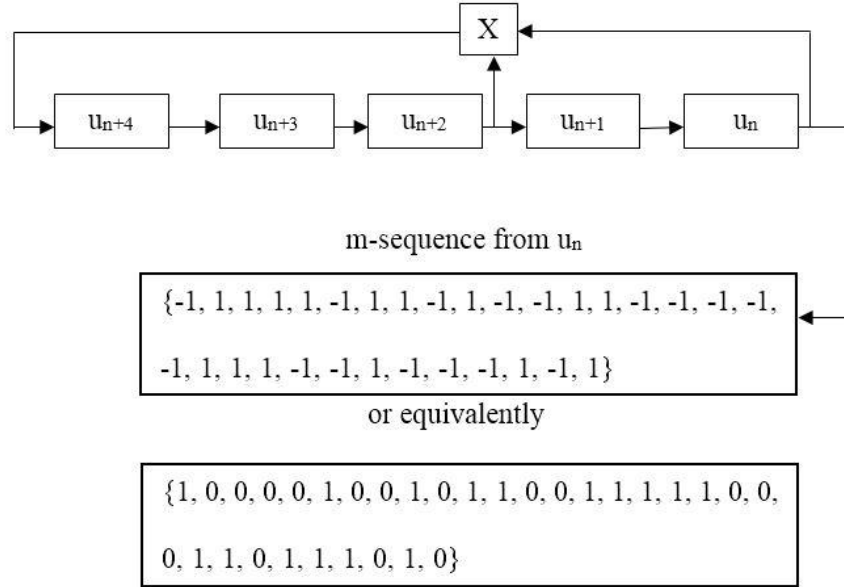 X
uₙ₊₄ uₙ₊₃ uₙ₊₂ uₙ₊₁ uₙ
m-sequence from uₙ
{-1, 1, 1, 1, 1, -1, 1, 1, -1, 1, -1, -1, 1, 1, -1, -1, -1, -1,
-1, 1, 1, 1, -1, -1, 1, -1, -1, -1, 1, -1, 1}
or equivalently
{1, 0, 0, 0, 0, 1, 0, 0, 1, 0, 1, 1, 0, 0, 1, 1, 1, 1, 1, 0, 0,
0, 1, 1, 0, 1, 1, 1, 0, 1, 0}